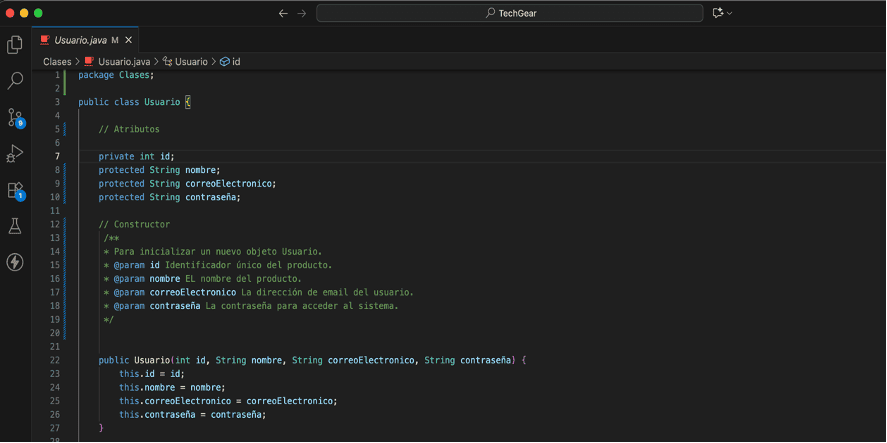 TechGear
Usuario.java M
Clases > Usuario.java > Usuario > id
1 package Clases;
2
3 public class Usuario {
4
5 // Atributos
6
7 private int id;
8 protected String nombre;
9 protected String correoElectronico;
10 protected String contraseña;
11
12 // Constructor
13 /**
14 * Para inicializar un nuevo objeto Usuario.
15 * @param id Identificador único del producto.
16 * @param nombre EL nombre del producto.
17 * @param correoElectronico La dirección de email del usuario.
18 * @param contraseña La contraseña para acceder al sistema.
19 */
20
21
22 public Usuario(int id, String nombre, String correoElectronico, String contraseña) {
23 this.id = id;
24 this.nombre = nombre;
25 this.correoElectronico = correoElectronico;
26 this.contraseña = contraseña;
27 }
28
9
1